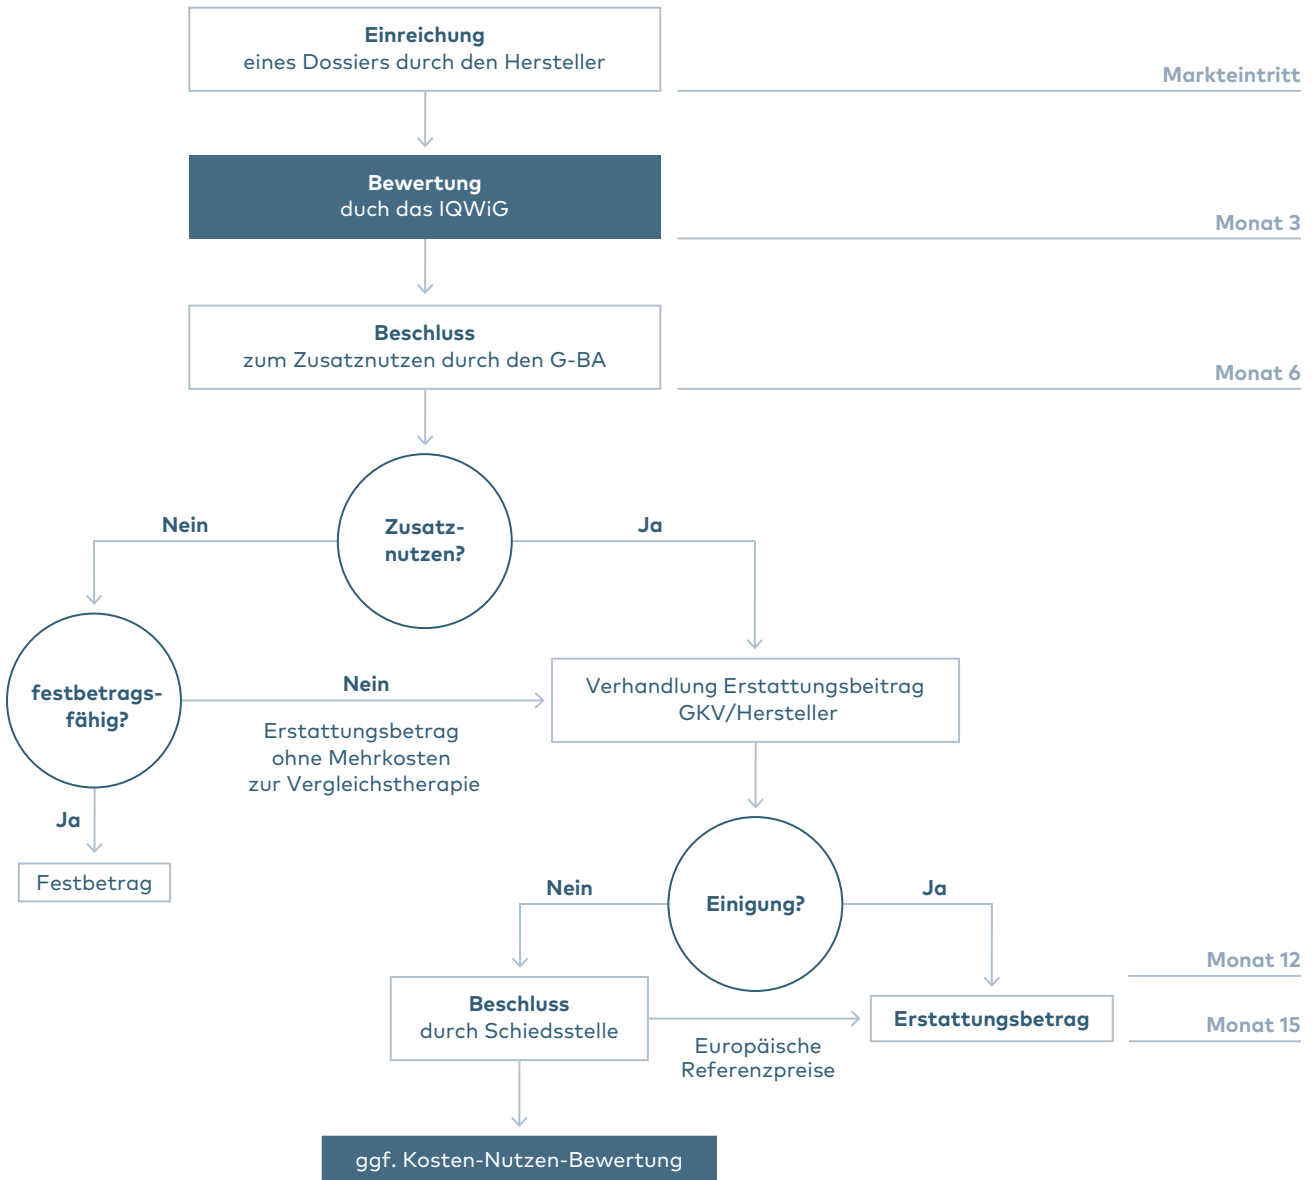 Einreichung
eines Dossiers durch den Hersteller
Markteintritt
Bewertung
duch das IQWiG
Monat 3
Beschluss
zum Zusatznutzen durch den G-BA
Monat 6
Nein
Zusatz-
nutzen?
Ja
festbetrags-
fähig?
Nein
Erstattungsbetrag
ohne Mehrkosten
zur Vergleichstherapie
Verhandlung Erstattungsbeitrag
GKV/Hersteller
Ja
Festbetrag
Nein
Einigung?
Ja
Monat 12
Beschluss
durch Schiedsstelle
Europäische
Referenzpreise
Erstattungsbetrag
Monat 15
ggf. Kosten-Nutzen-Bewertung